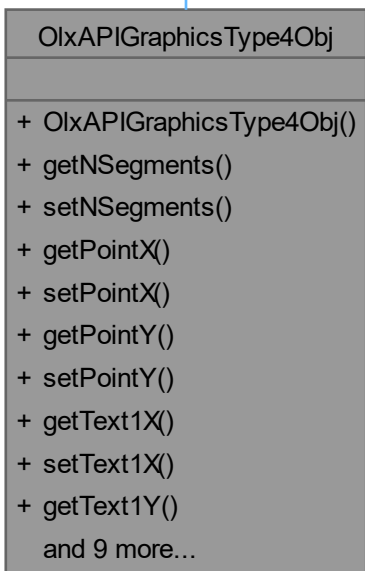 OlxAPIGraphicsType4Obj
+ OlxAPIGraphicsType4Obj()
+ getNSegments()
+ setNSegments()
+ getPointX()
+ setPointX()
+ getPointY()
+ setPointY()
+ getText1X()
+ setText1X()
+ getText1Y()
and 9 more...